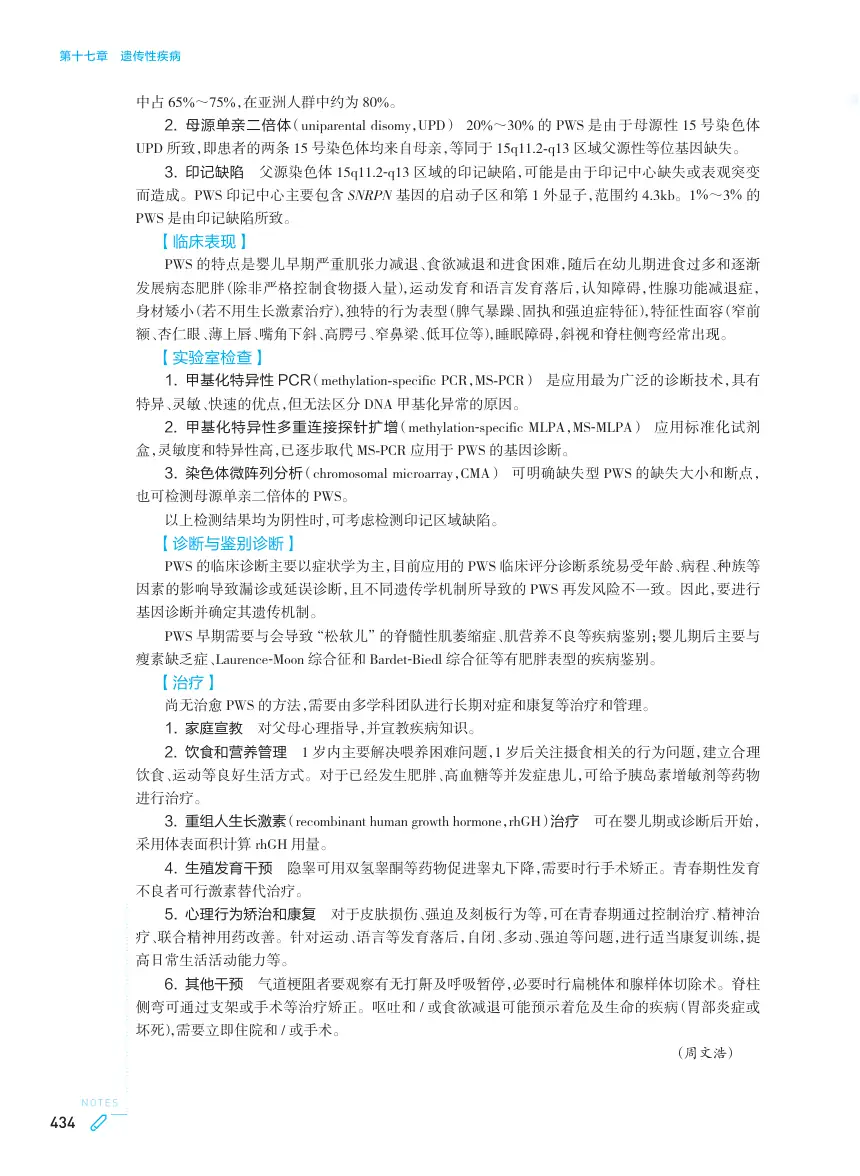 第十七章　遗传性疾病
中占 65%～75%，在亚洲人群中约为 80%。
2. 母源单亲二倍体（uniparental disomy，UPD）　20%～30% 的 PWS 是由于母源性 15 号染色体
UPD 所致，即患者的两条 15 号染色体均来自母亲，等同于 15q11.2-q13 区域父源性等位基因缺失。
3. 印记缺陷　父源染色体 15q11.2-q13 区域的印记缺陷，可能是由于印记中心缺失或表观突变
而造成。PWS 印记中心主要包含 SNRPN 基因的启动子区和第 1 外显子，范围约 4.3kb。1%～3% 的
PWS 是由印记缺陷所致。
【临床表现】
PWS 的特点是婴儿早期严重肌张力减退、食欲减退和进食困难，随后在幼儿期进食过多和逐渐
发展病态肥胖（除非严格控制食物摄入量），运动发育和语言发育落后，认知障碍，性腺功能减退症，
身材矮小（若不用生长激素治疗），独特的行为表型（脾气暴躁、固执和强迫症特征），特征性面容（窄前
额、杏仁眼、薄上唇、嘴角下斜、高腭弓、窄鼻梁、低耳位等），睡眠障碍，斜视和脊柱侧弯经常出现。
【实验室检查】
1. 甲基化特异性 PCR（methylation-specific PCR，MS-PCR）　是应用最为广泛的诊断技术，具有
特异、灵敏、快速的优点，但无法区分 DNA 甲基化异常的原因。
2. 甲基化特异性多重连接探针扩增（methylation-specific MLPA，MS-MLPA）　应用标准化试剂
盒，灵敏度和特异性高，已逐步取代 MS-PCR 应用于 PWS 的基因诊断。
3. 染色体微阵列分析（chromosomal microarray，CMA）　可明确缺失型 PWS 的缺失大小和断点，
也可检测母源单亲二倍体的 PWS。
以上检测结果均为阴性时，可考虑检测印记区域缺陷。
【诊断与鉴别诊断】
PWS 的临床诊断主要以症状学为主，目前应用的 PWS 临床评分诊断系统易受年龄、病程、种族等
因素的影响导致漏诊或延误诊断，且不同遗传学机制所导致的 PWS 再发风险不一致。因此，要进行
基因诊断并确定其遗传机制。
PWS 早期需要与会导致“松软儿”的脊髓性肌萎缩症、肌营养不良等疾病鉴别；婴儿期后主要与
瘦素缺乏症、Laurence-Moon 综合征和 Bardet-Biedl 综合征等有肥胖表型的疾病鉴别。
【治疗】
尚无治愈 PWS 的方法，需要由多学科团队进行长期对症和康复等治疗和管理。
1. 家庭宣教　对父母心理指导，并宣教疾病知识。
2. 饮食和营养管理　1 岁内主要解决喂养困难问题，1 岁后关注摄食相关的行为问题，建立合理
饮食、运动等良好生活方式。对于已经发生肥胖、高血糖等并发症患儿，可给予胰岛素增敏剂等药物
进行治疗。
3. 重组人生长激素（recombinant human growth hormone，rhGH）治疗　可在婴儿期或诊断后开始，
采用体表面积计算 rhGH 用量。
4. 生殖发育干预　隐睾可用双氢睾酮等药物促进睾丸下降，需要时行手术矫正。青春期性发育
不良者可行激素替代治疗。
5. 心理行为矫治和康复　对于皮肤损伤、强迫及刻板行为等，可在青春期通过控制治疗、精神治
疗、联合精神用药改善。针对运动、语言等发育落后，自闭、多动、强迫等问题，进行适当康复训练，提
高日常生活活动能力等。
6. 其他干预　气道梗阻者要观察有无打鼾及呼吸暂停，必要时行扁桃体和腺样体切除术。脊柱
侧弯可通过支架或手术等治疗矫正。呕吐和 / 或食欲减退可能预示着危及生命的疾病（胃部炎症或
坏死），需要立即住院和 / 或手术。
（周文浩）
NOTES
434